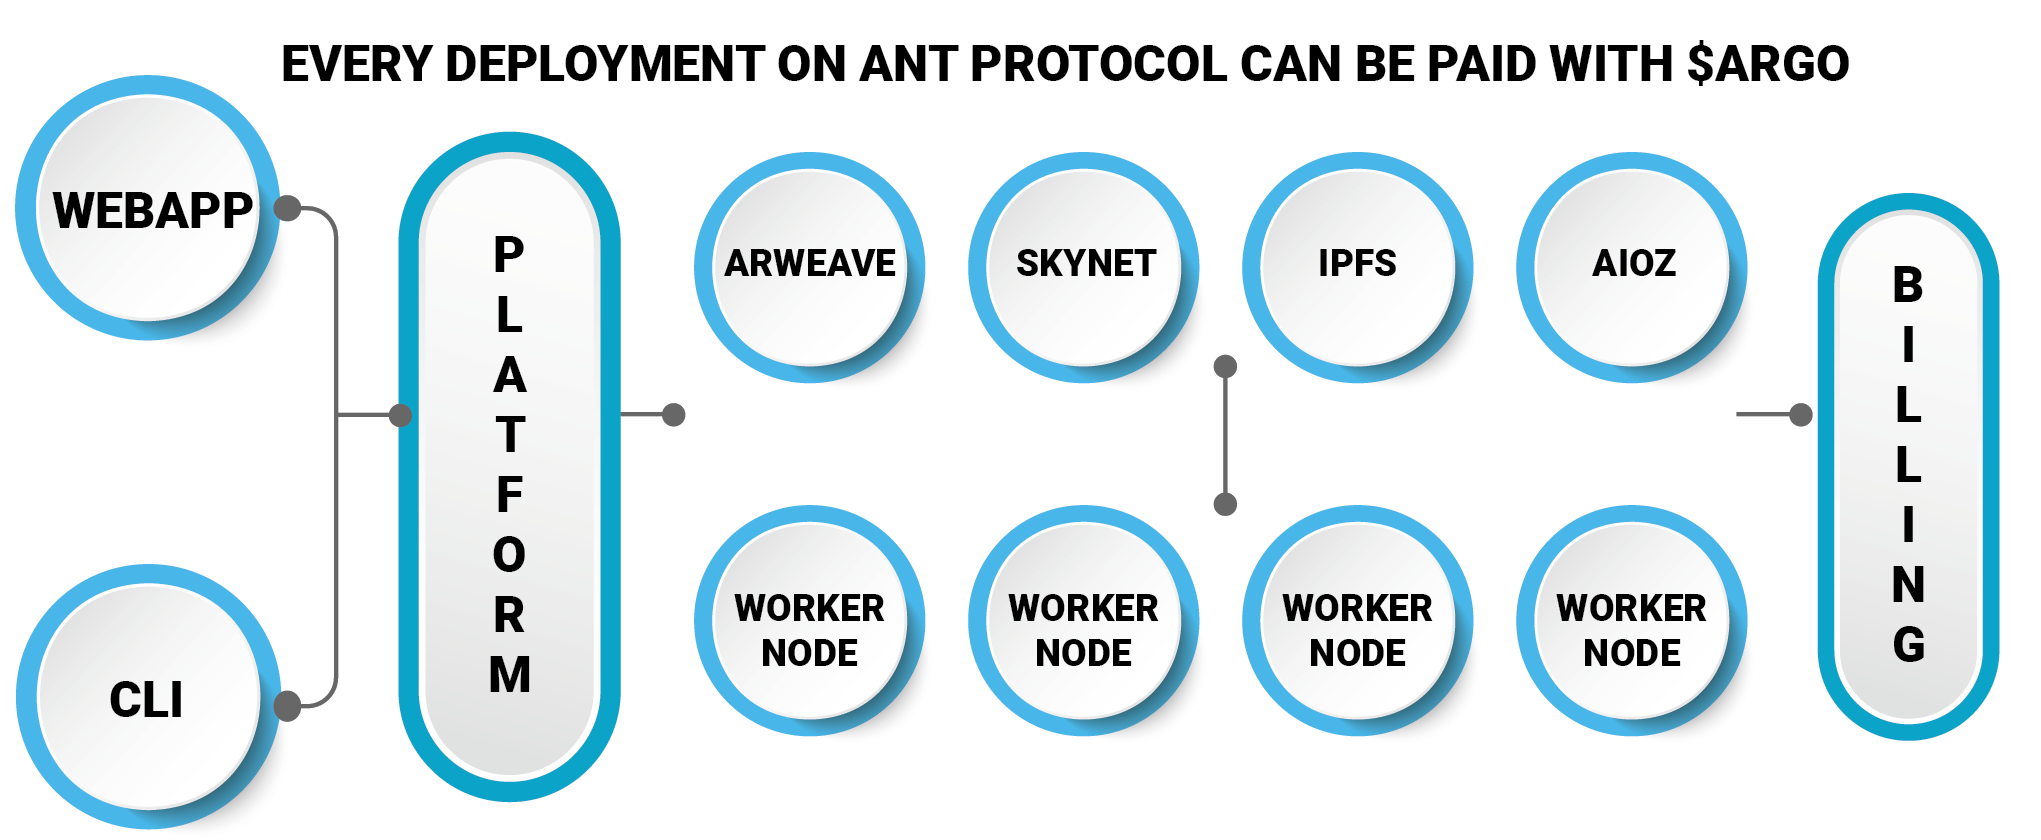 EVERY DEPLOYMENT ON ANT PROTOCOL CAN BE PAID WITH $ARGO
WEBAPP
CLI
PLATFORM
ARWEAVE
SKYNET
IPFS
AIOZ
WORKER
NODE
WORKER
NODE
WORKER
NODE
WORKER
NODE
BILLING